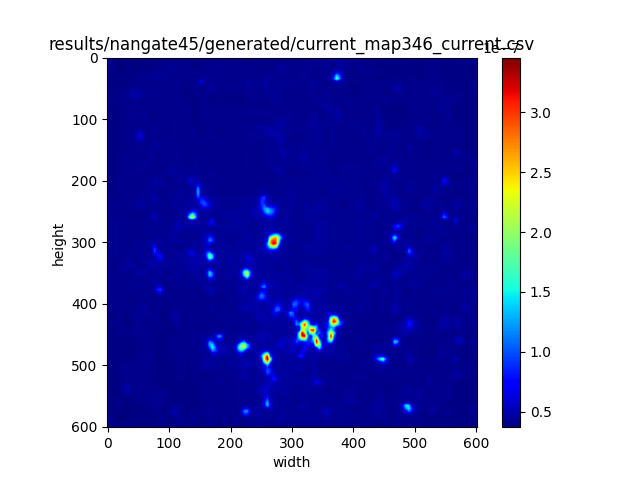 results/nangate45/generated/current_map346_current.csv
1e−7
0
100
200
300
400
500
600
0 100 200 300 400 500 600
height
width
3.0
2.5
2.0
1.5
1.0
0.5